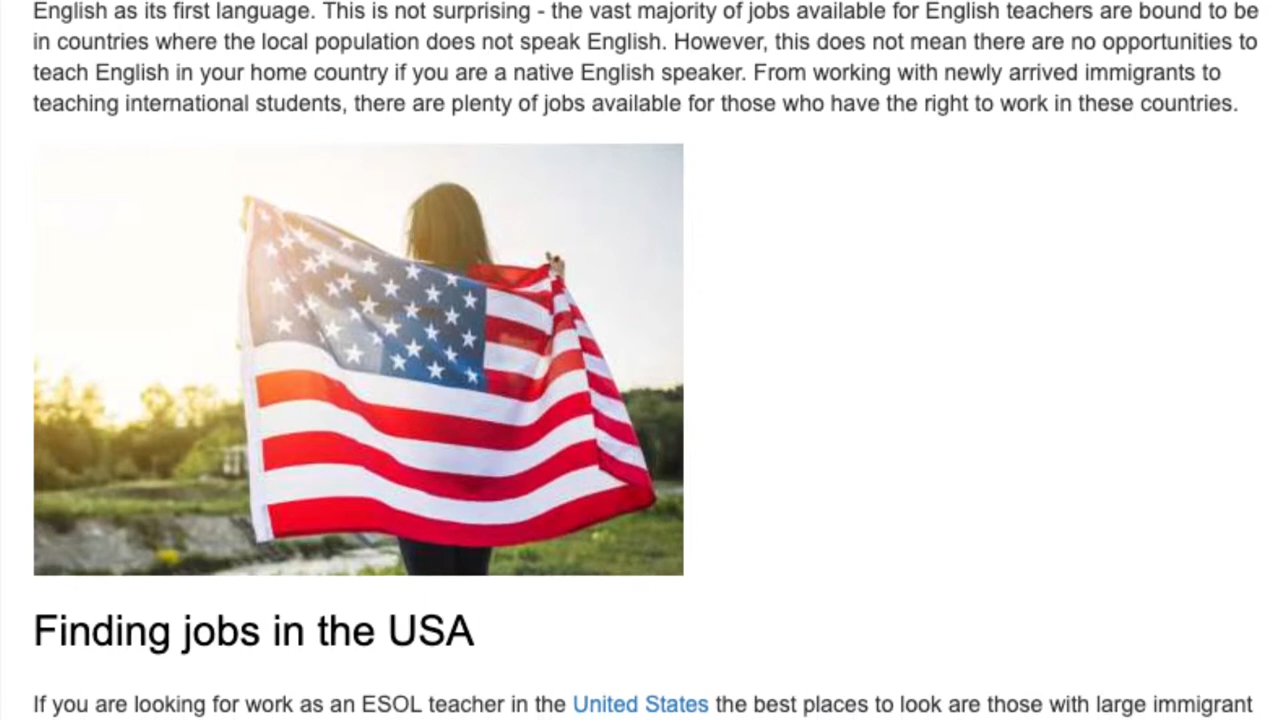 English as its first language. This is not surprising - the vast majority of jobs available for English teachers are bound to be
in countries where the local population does not speak English. However, this does not mean there are no opportunities to
teach English in your home country if you are a native English speaker. From working with newly arrived immigrants to
teaching international students, there are plenty of jobs available for those who have the right to work in these countries.
Finding jobs in the USA
If you are looking for work as an ESOL teacher in the United States the best places to look are those with large immigrant